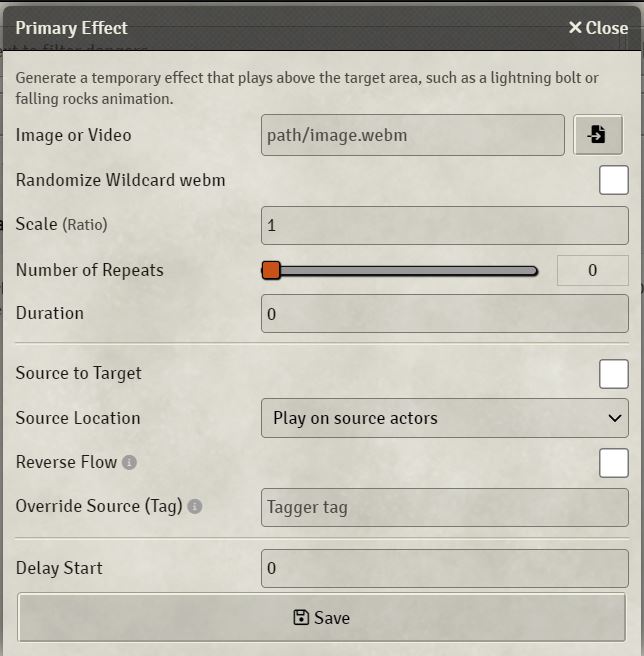 Primary Effect
Close
Generate a temporary effect that plays above the target area, such as a lightning bolt or
falling rocks animation.
Image or Video
path/image.webm
Randomize Wildcard webm
Scale (Ratio)
1
Number of Repeats
0
Duration
0
Source to Target
Source Location
Play on source actors
Reverse Flow
Override Source (Tag)
Tagger tag
Delay Start
0
Save